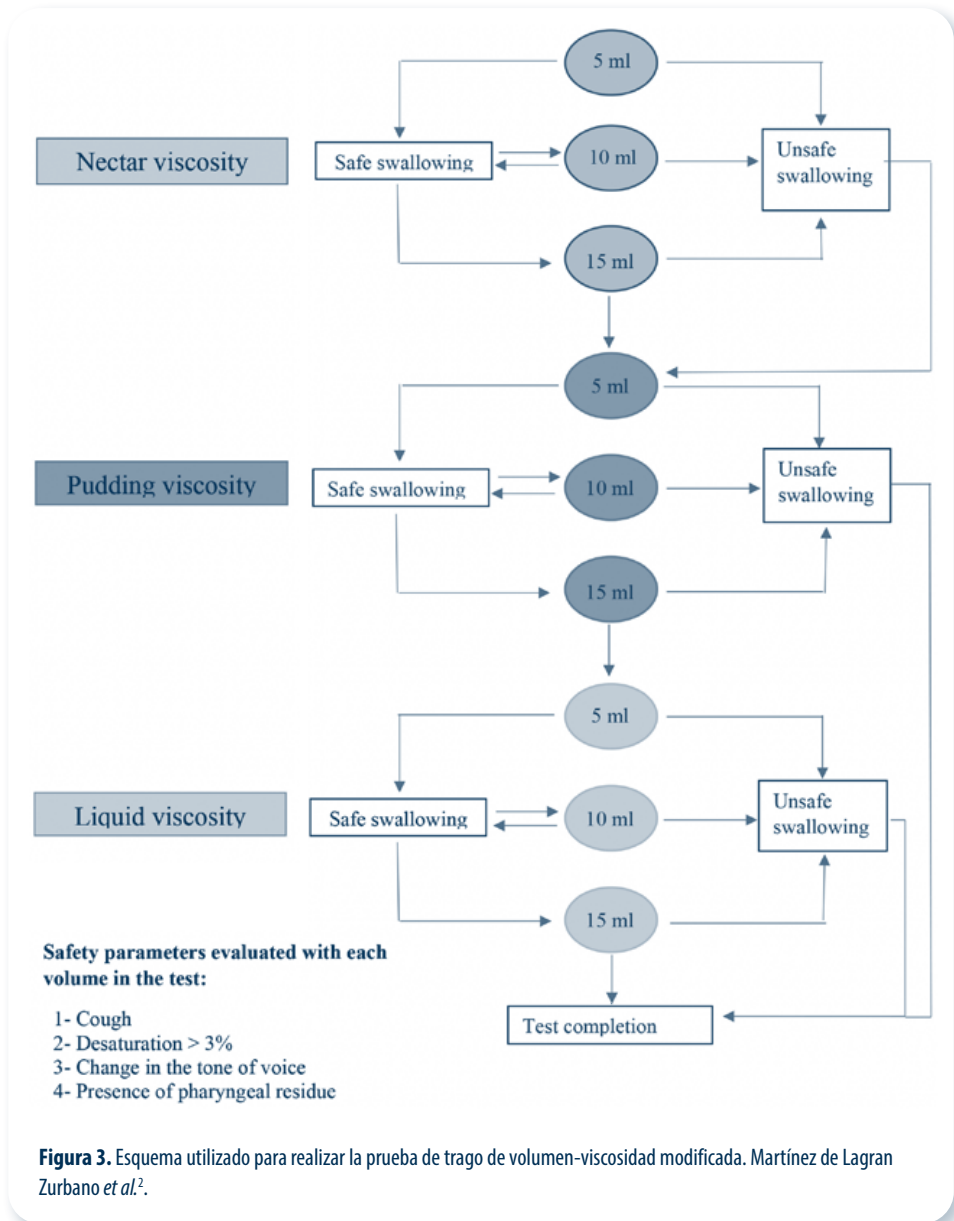 5 ml
Nectar viscosity
Safe swallowing
10 ml
Unsafe
swallowing
15 ml
5 ml
Pudding viscosity
Safe swallowing
10 ml
Unsafe
swallowing
15 ml
5 ml
Liquid viscosity
Safe swallowing
10 ml
Unsafe
swallowing
15 ml
Safety parameters evaluated with each
volume in the test:
1- Cough
2- Desaturation > 3%
3- Change in the tone of voice
4- Presence of pharyngeal residue
Test completion
Figura 3. Esquema utilizado para realizar la prueba de trago de volumen-viscosidad modificada. Martínez de Lagran
Zurbano et al.².